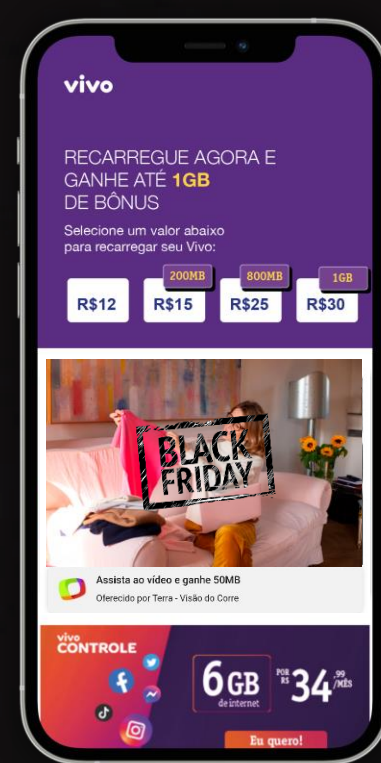 vivo
RECARREGUE AGORA E
GANHE ATÉ 1GB
DE BÔNUS
Selecione um valor abaixo
para recarregar seu Vivo:
200MB 800MB 1GB
R$12 R$15 R$25 R$30
BLACK
FRIDAY
Assista ao vídeo e ganhe 50MB
Oferecido por Terra - Visão do Corre
vivo
CONTROLE
6GB
de internet
POR
R$ 34,99
/MÊS
Eu quero!